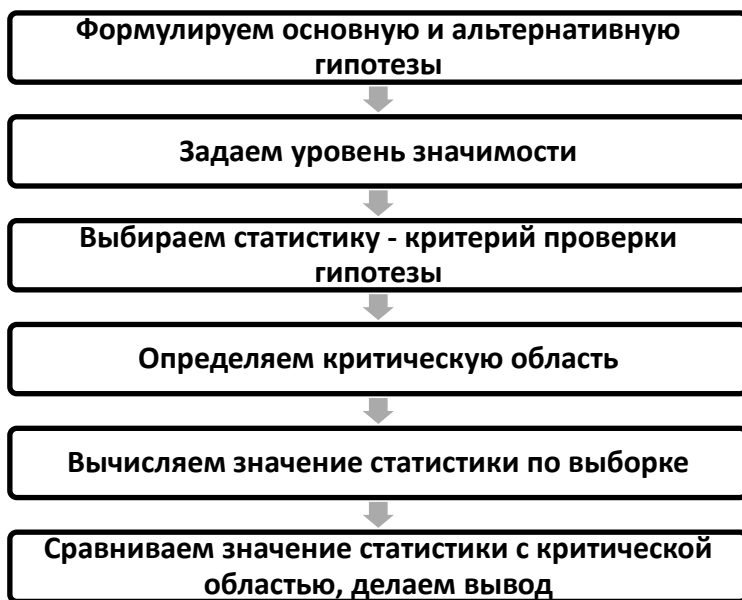 Формулируем основную и альтернативную
гипотезы
Задаем уровень значимости
Выбираем статистику - критерий проверки
гипотезы
Определяем критическую область
Вычисляем значение статистики по выборке
Сравниваем значение статистики с критической
областью, делаем вывод